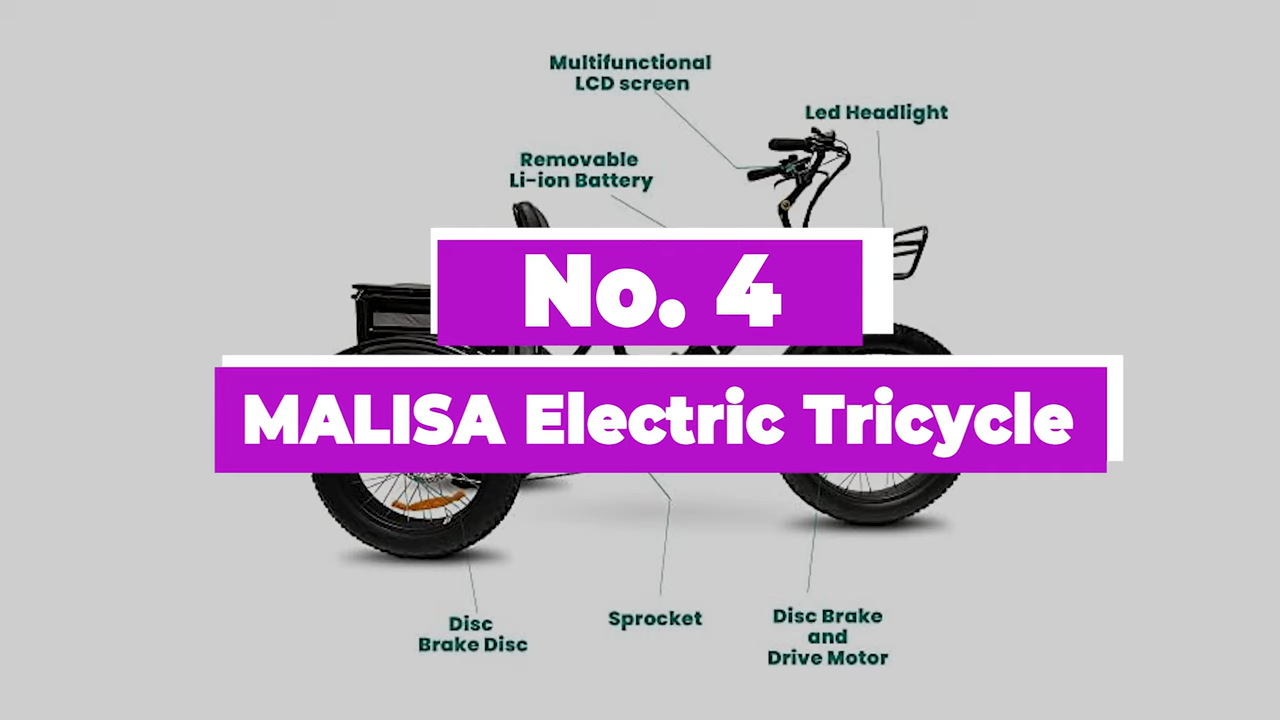 Multifunctional
LCD screen
Led Headlight
Removable
Li-ion Battery
No. 4
MALISA Electric Tricycle
Disc
Brake Disc
Sprocket
Disc Brake
and
Drive Motor